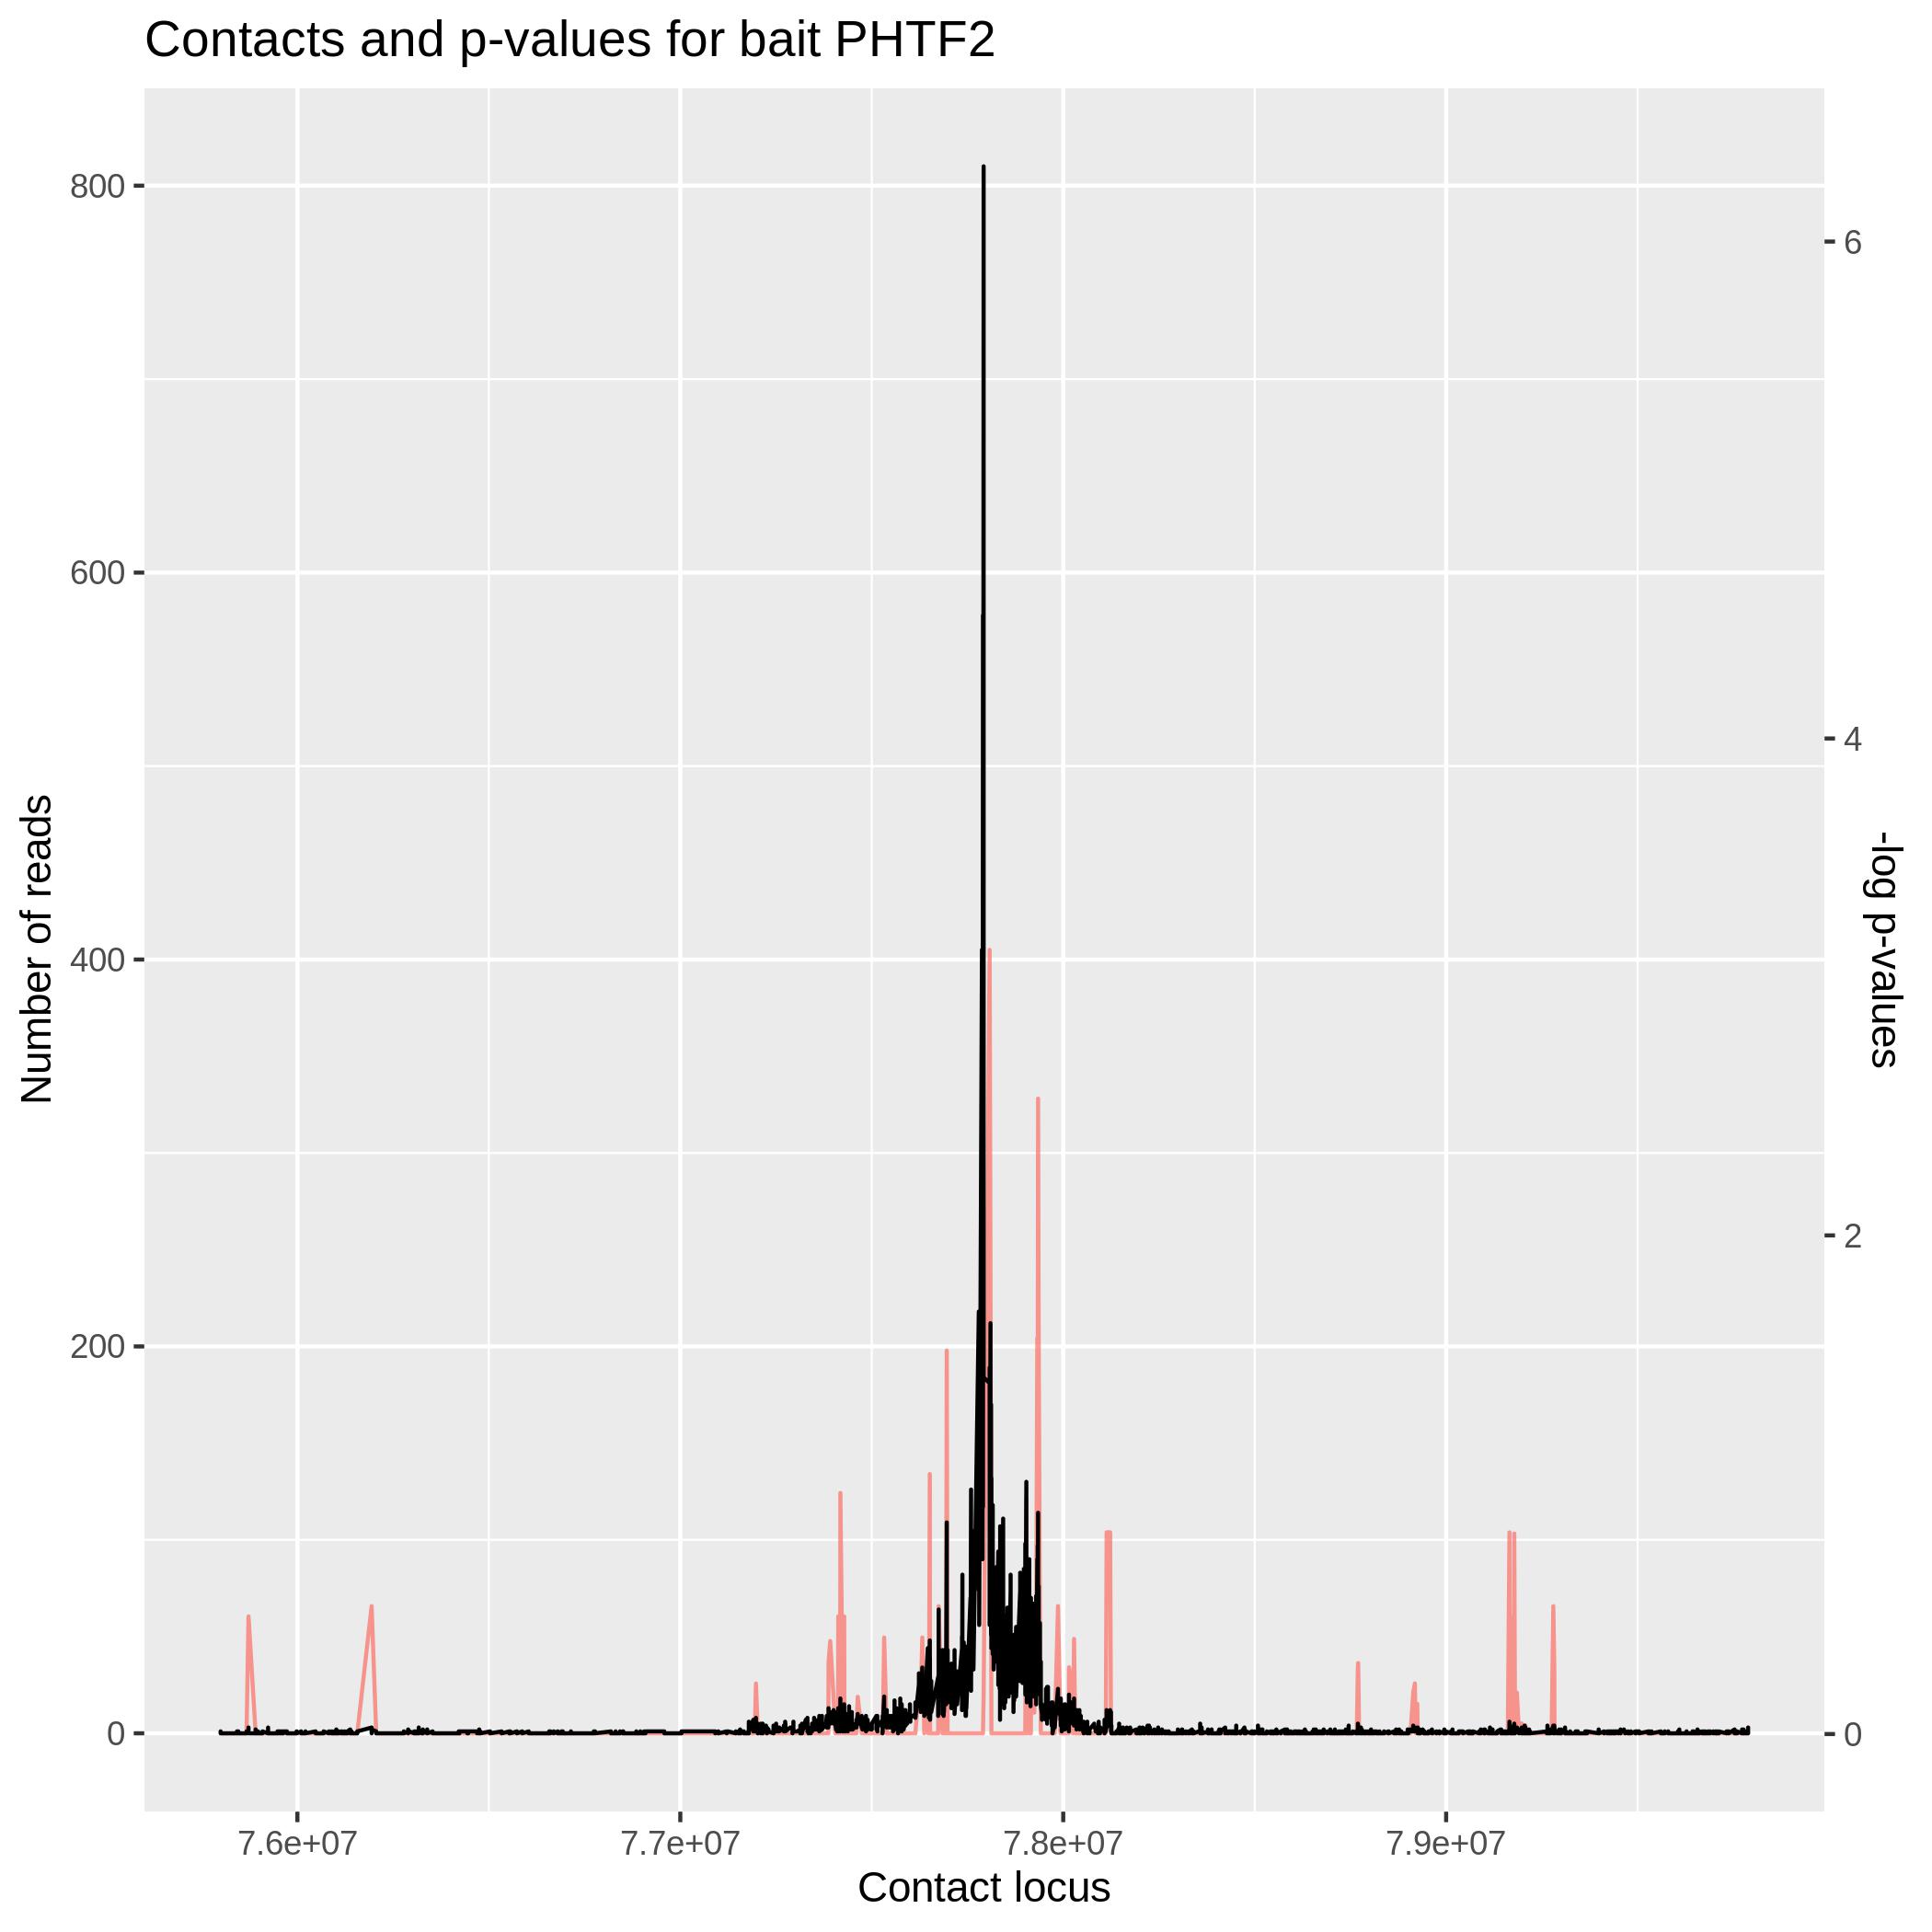 Contacts and p-values for bait PHTF2
800
600
400
200
0
Number of reads
6
4
2
0
-log p-values
7.6e+07 7.7e+07 7.8e+07 7.9e+07
Contact locus